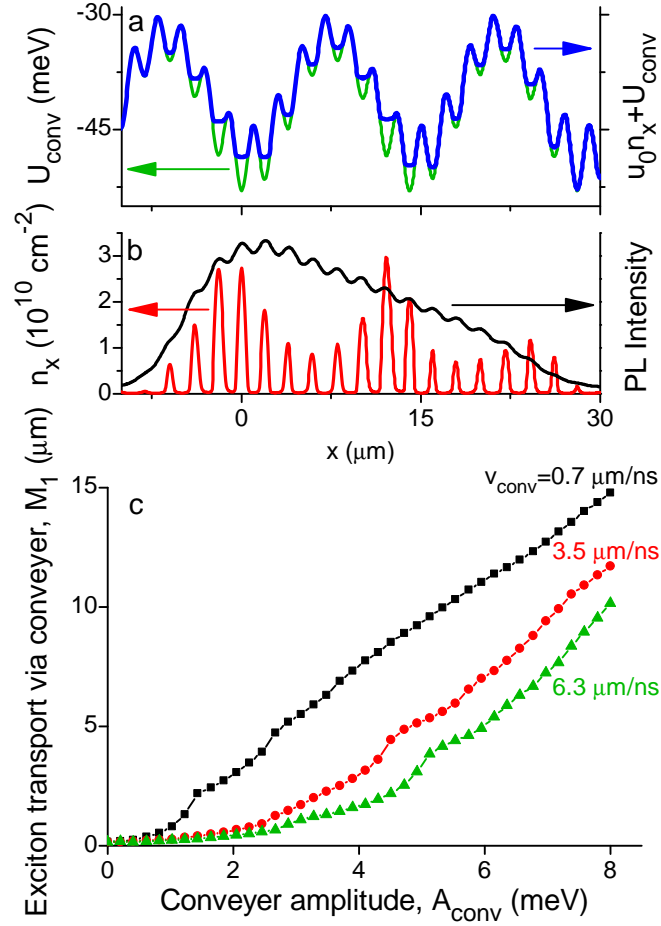 a
-30
-45
U_conv (meV)
u_0n_x+U_conv
b
3
2
1
0
n_x (10^10 cm^-2)
PL Intensity
0
15
30
x (μm)
c
v_conv=0.7 μm/ns
3.5 μm/ns
6.3 μm/ns
15
10
5
0
Exciton transport via conveyer, M_1 (μm)
0
2
4
6
8
Conveyer amplitude, A_conv (meV)